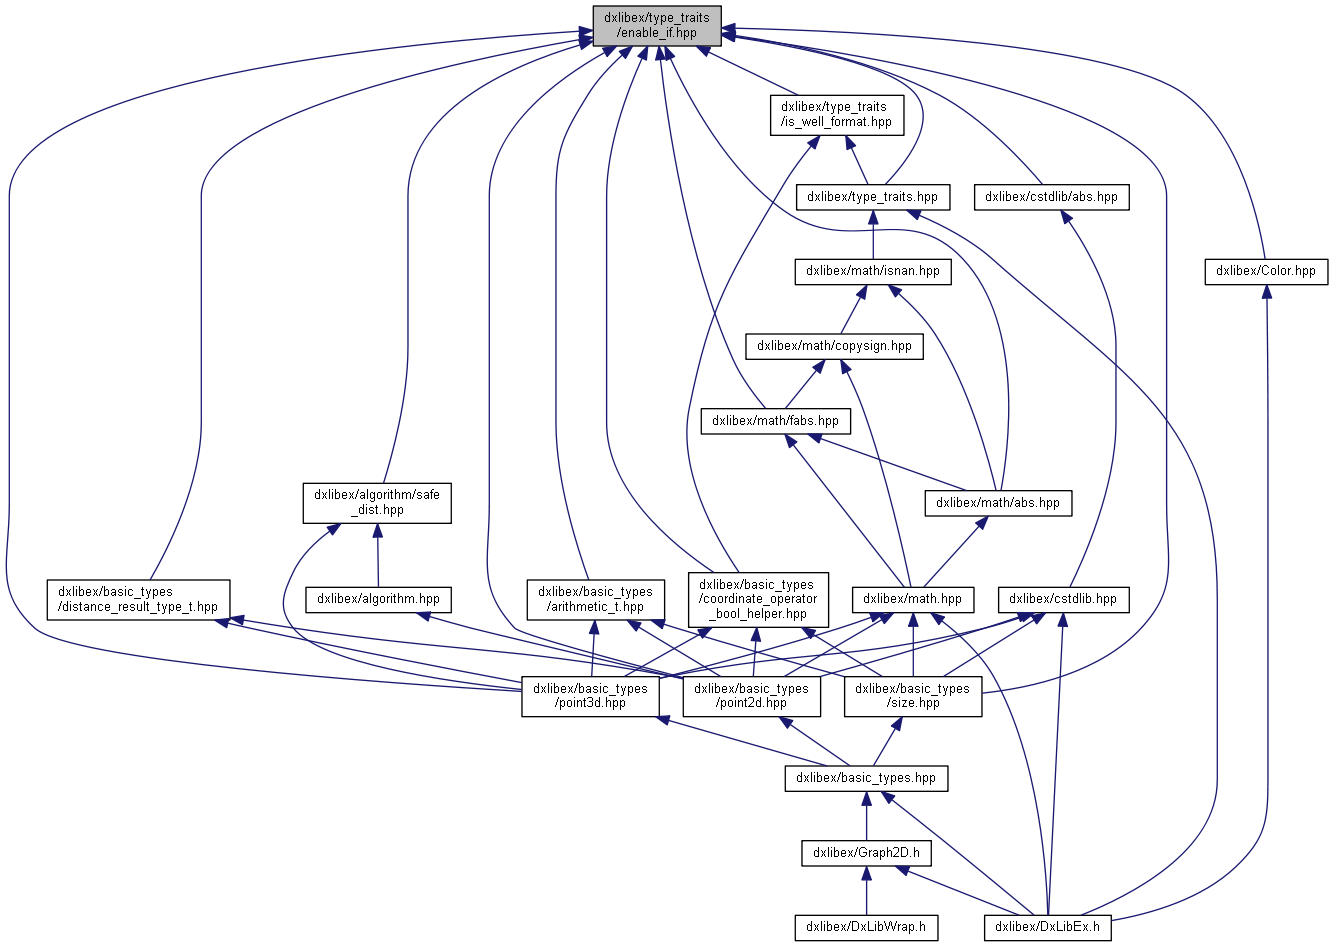 dxlibex/type_traits
/enable_if.hpp
dxlibex/type_traits
/is_well_format.hpp
dxlibex/type_traits.hpp
dxlibex/cstdlib/abs.hpp
dxlibex/math/isnan.hpp
dxlibex/Color.hpp
dxlibex/math/copysign.hpp
dxlibex/math/fabs.hpp
dxlibex/algorithm/safe
_dist.hpp
dxlibex/math/abs.hpp
dxlibex/basic_types
/distance_result_type_t.hpp
dxlibex/algorithm.hpp
dxlibex/basic_types
/arithmetic_t.hpp
dxlibex/basic_types
/coordinate_operator
_bool_helper.hpp
dxlibex/math.hpp
dxlibex/cstdlib.hpp
dxlibex/basic_types
/point3d.hpp
dxlibex/basic_types
/point2d.hpp
dxlibex/basic_types
/size.hpp
dxlibex/basic_types.hpp
dxlibex/Graph2D.h
dxlibex/DxLibWrap.h
dxlibex/DxLibEx.h